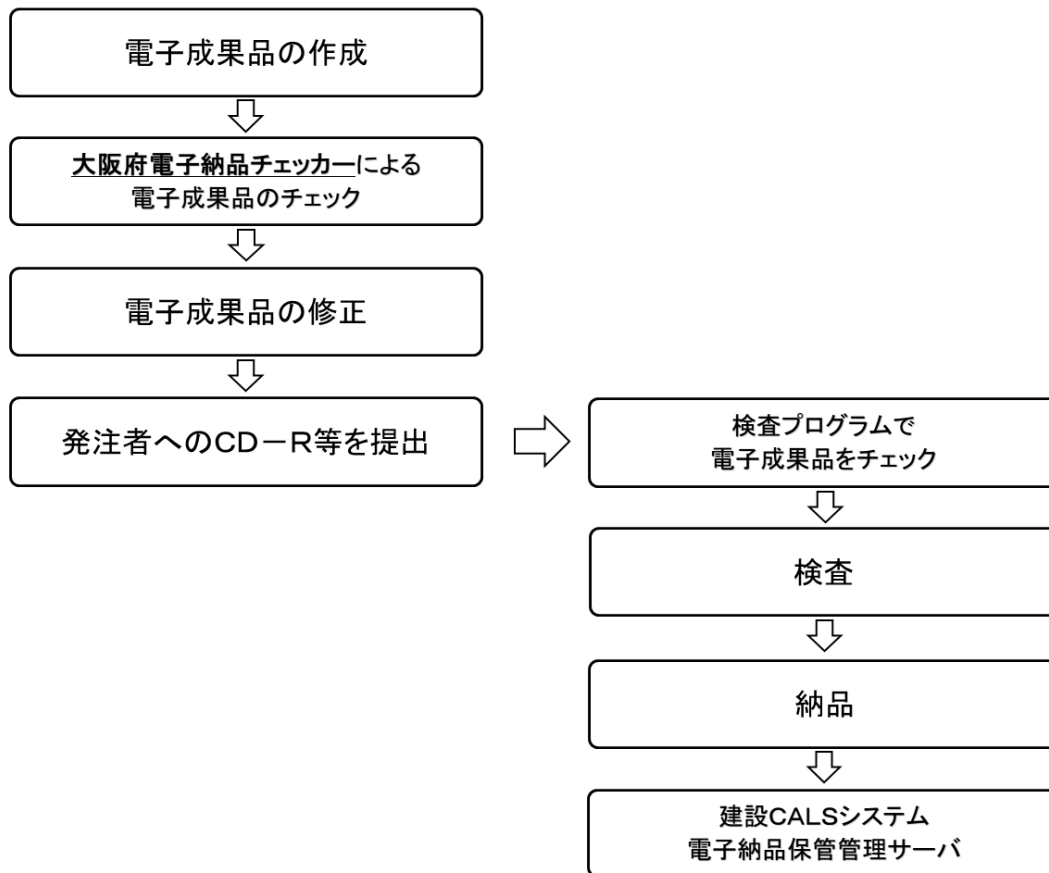 電子成果品の作成
大阪府電子納品チェッカーによる
電子成果品のチェック
電子成果品の修正
発注者へのCD－R等を提出
検査プログラムで
電子成果品をチェック
検査
納品
建設CALSシステム
電子納品保管管理サーバ